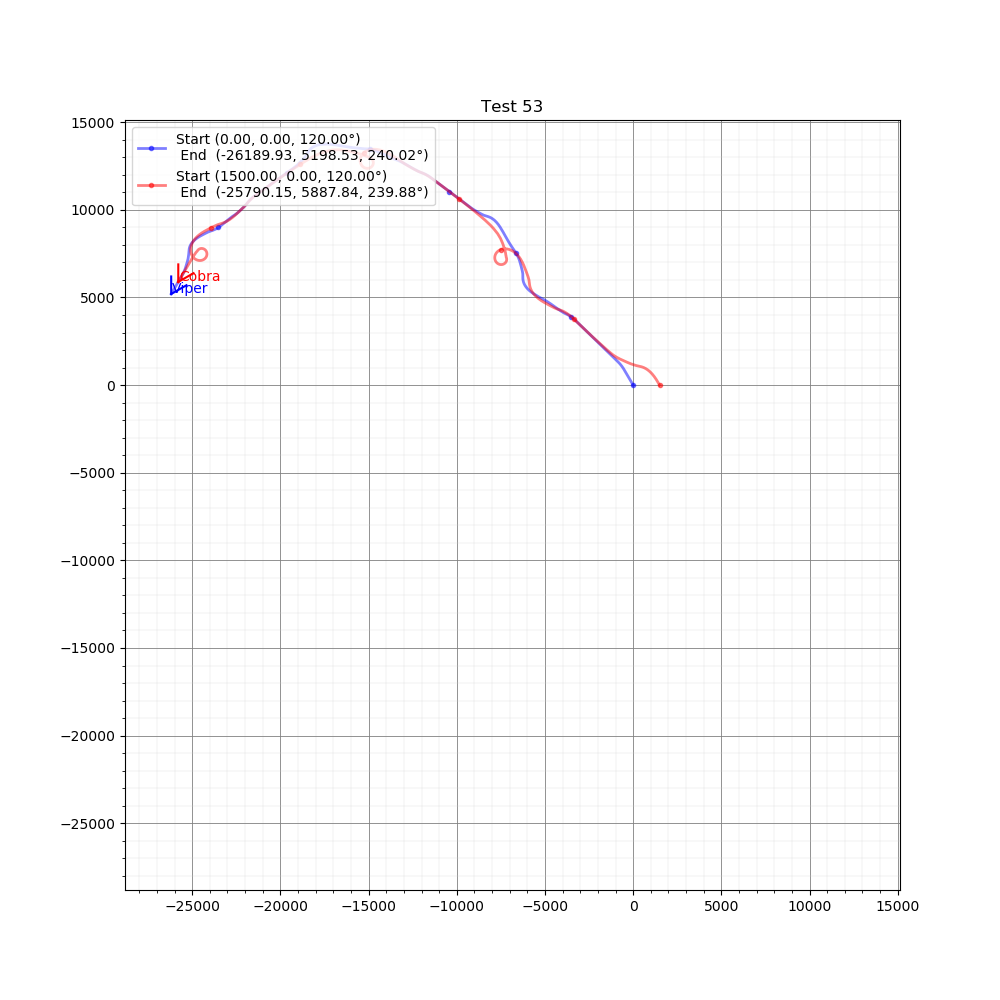 Test 53
Start (0.00, 0.00, 120.00°)
End (-26189.93, 5198.53, 240.02°)
Start (1500.00, 0.00, 120.00°)
End (-25790.15, 5887.84, 239.88°)
15000
10000
5000
0
−5000
−10000
−15000
−20000
−25000
Cobra
Viper
−25000 −20000 −15000 −10000 −5000 0 5000 10000 15000